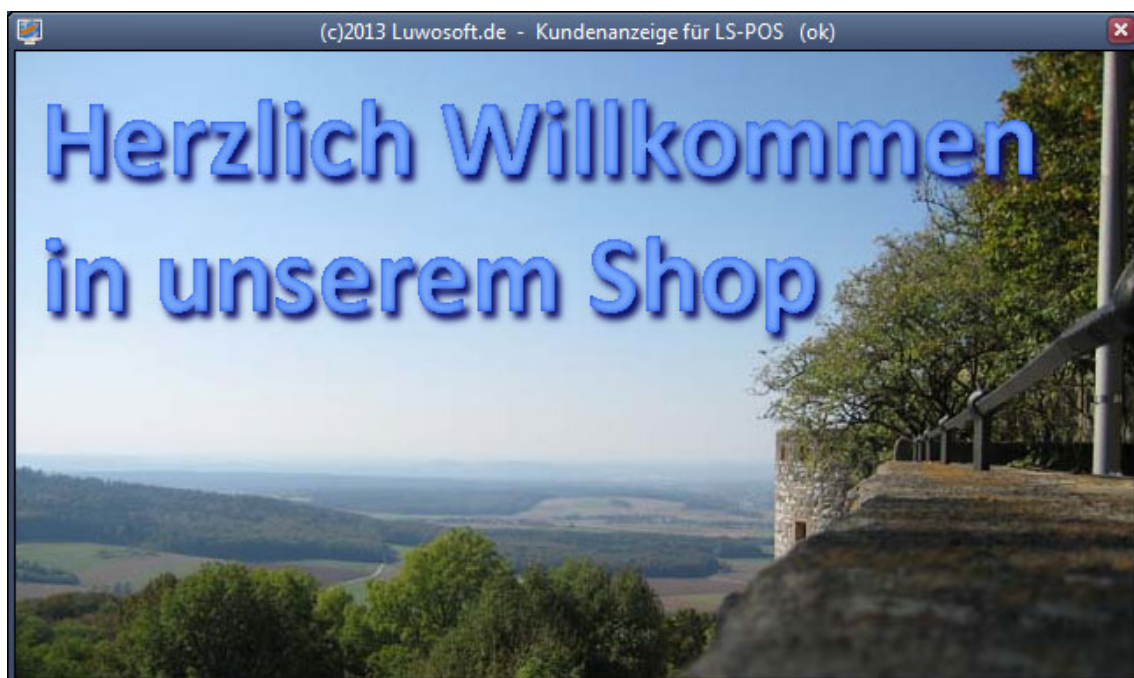 (c)2013 Luwosoft.de - Kundenanzeige für LS-POS (ok)
Herzlich Willkommen
in unserem Shop